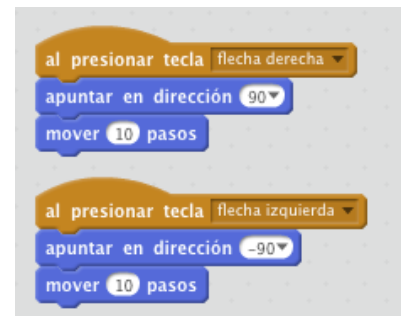 al presionar tecla flecha derecha
apuntar en dirección 90
mover 10 pasos
al presionar tecla flecha izquierda
apuntar en dirección -90
mover 10 pasos